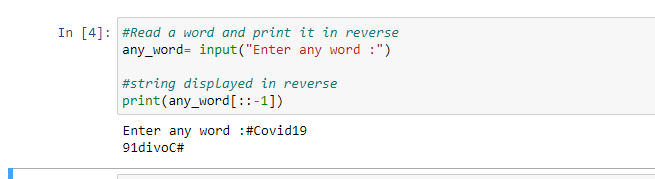 In [4]: #Read a word and print it in reverse
any_word= input("Enter any word :")
#string displayed in reverse
print(any_word[::-1])
Enter any word :#Covid19
91divoC#